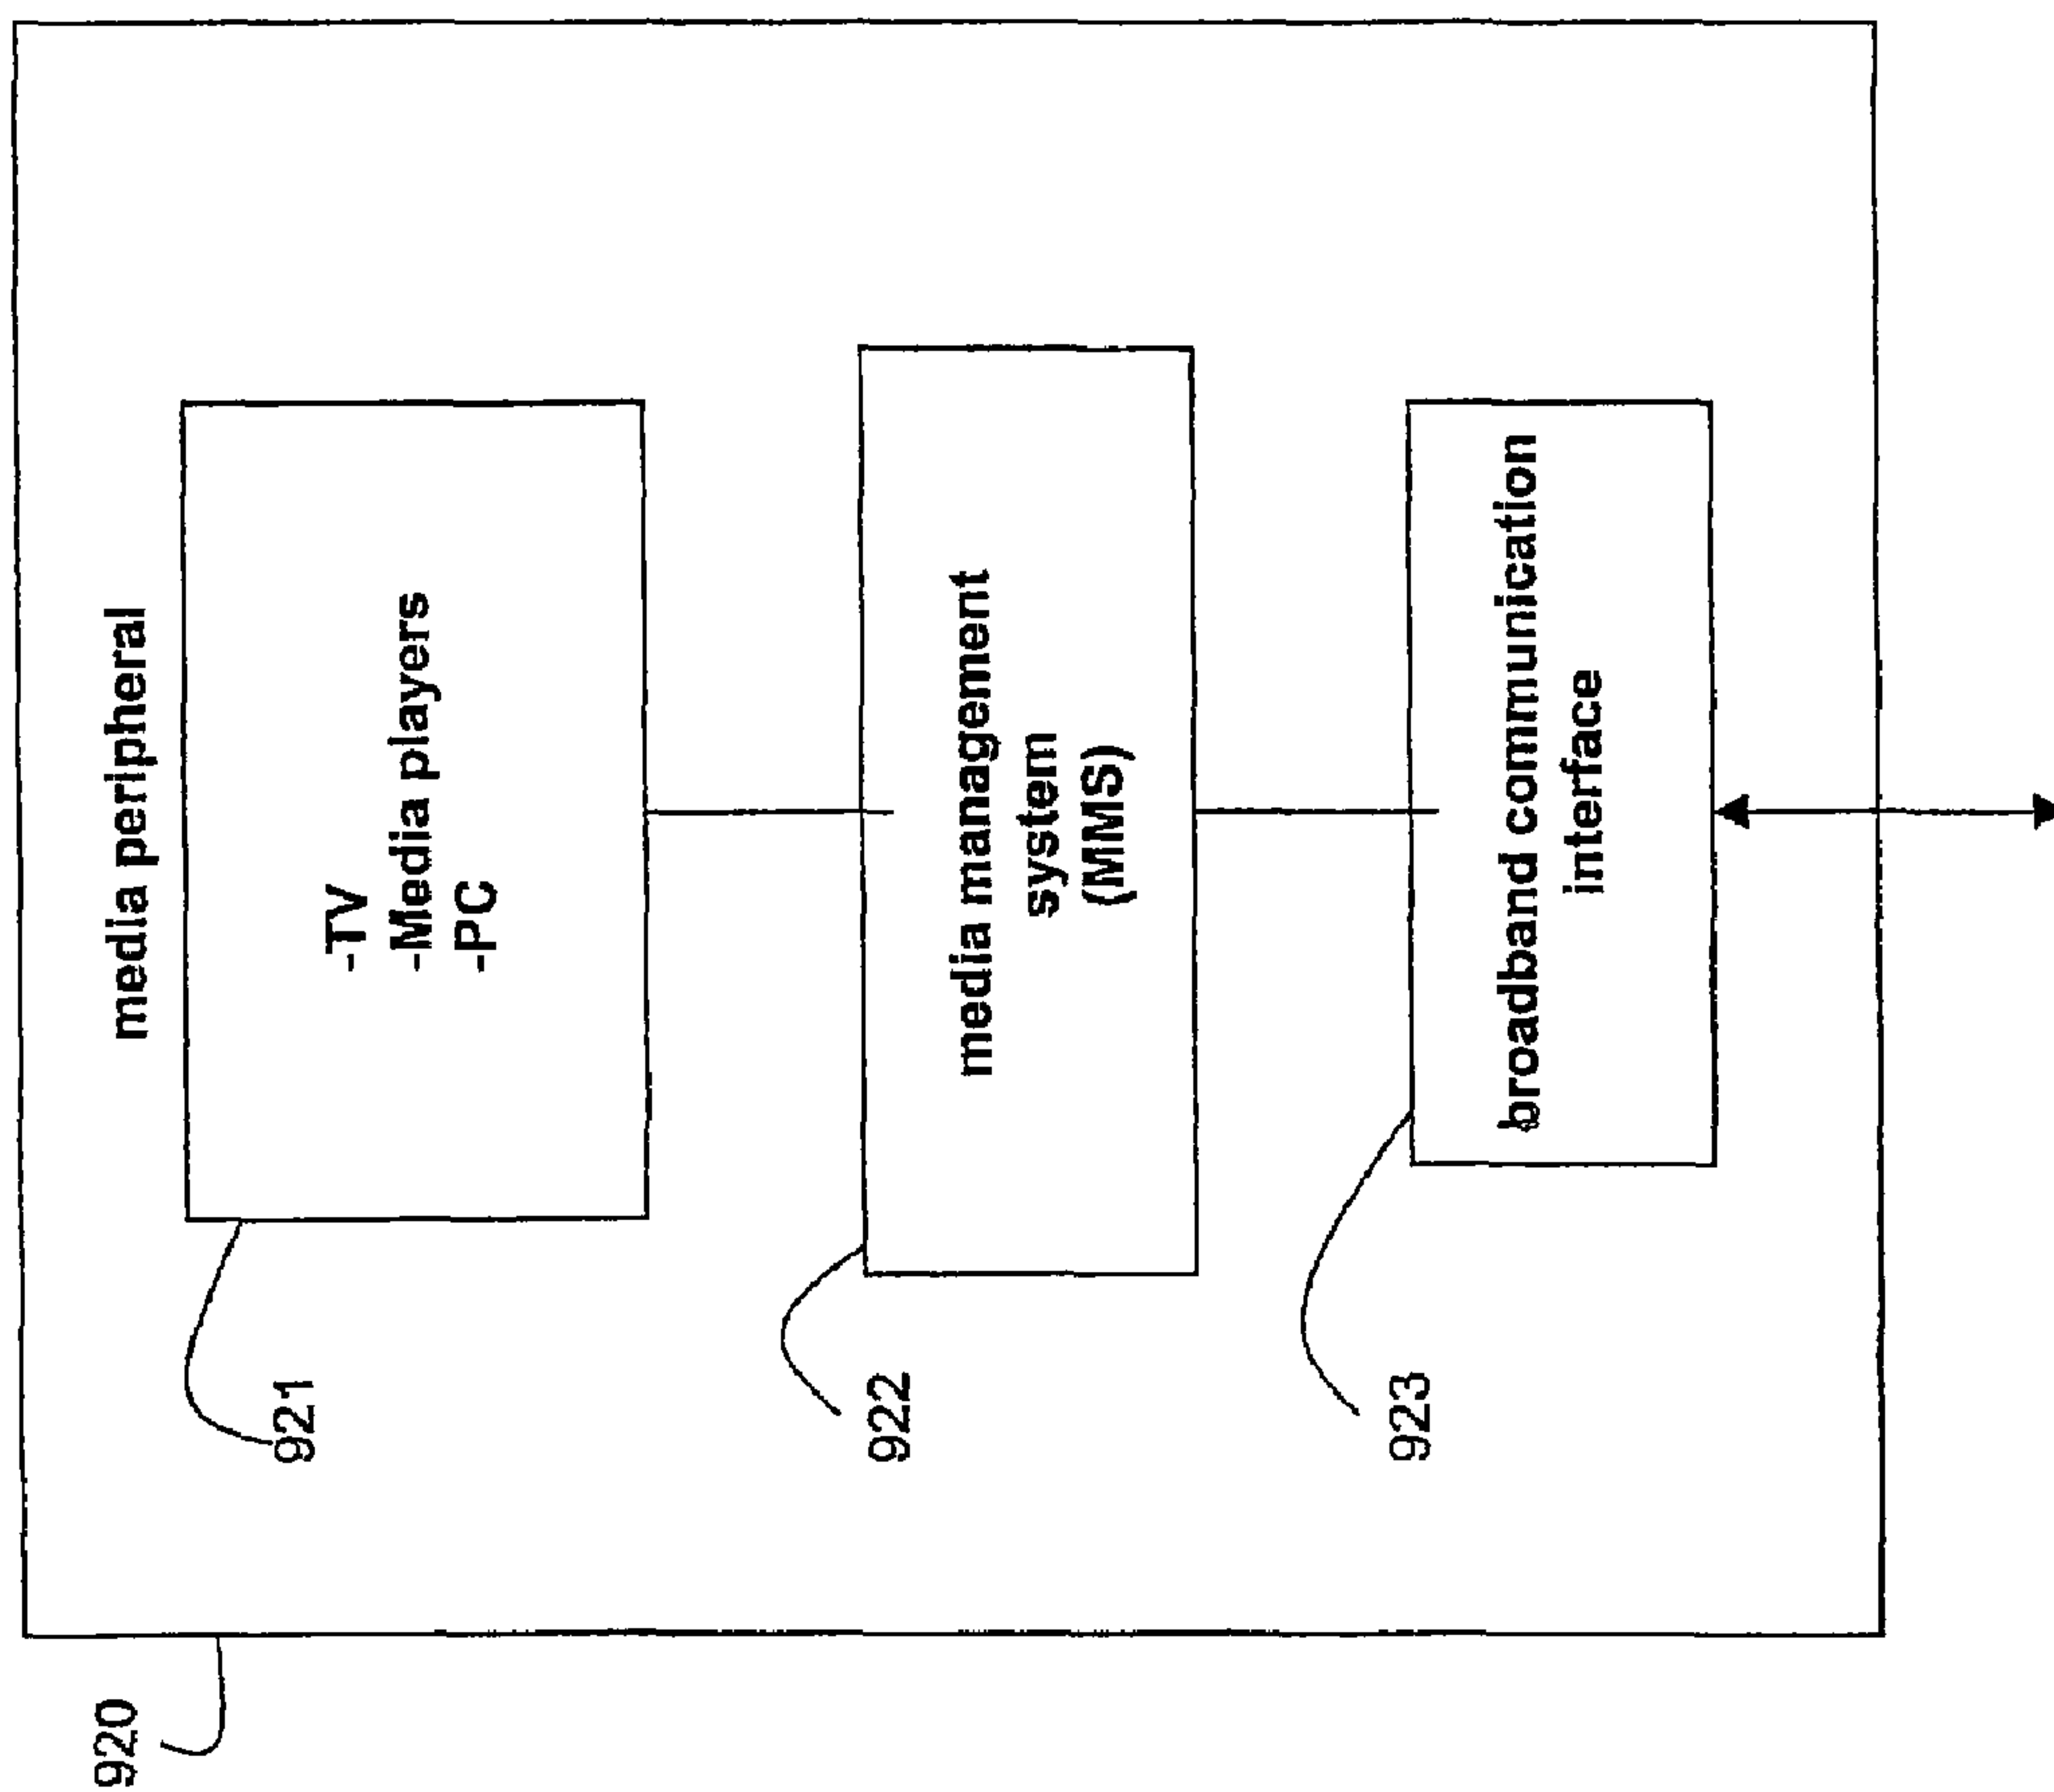 920
media peripheral
921
-TV
-Media players
-PC
922
media management
system
(MMS)
923
broadband communication
interface